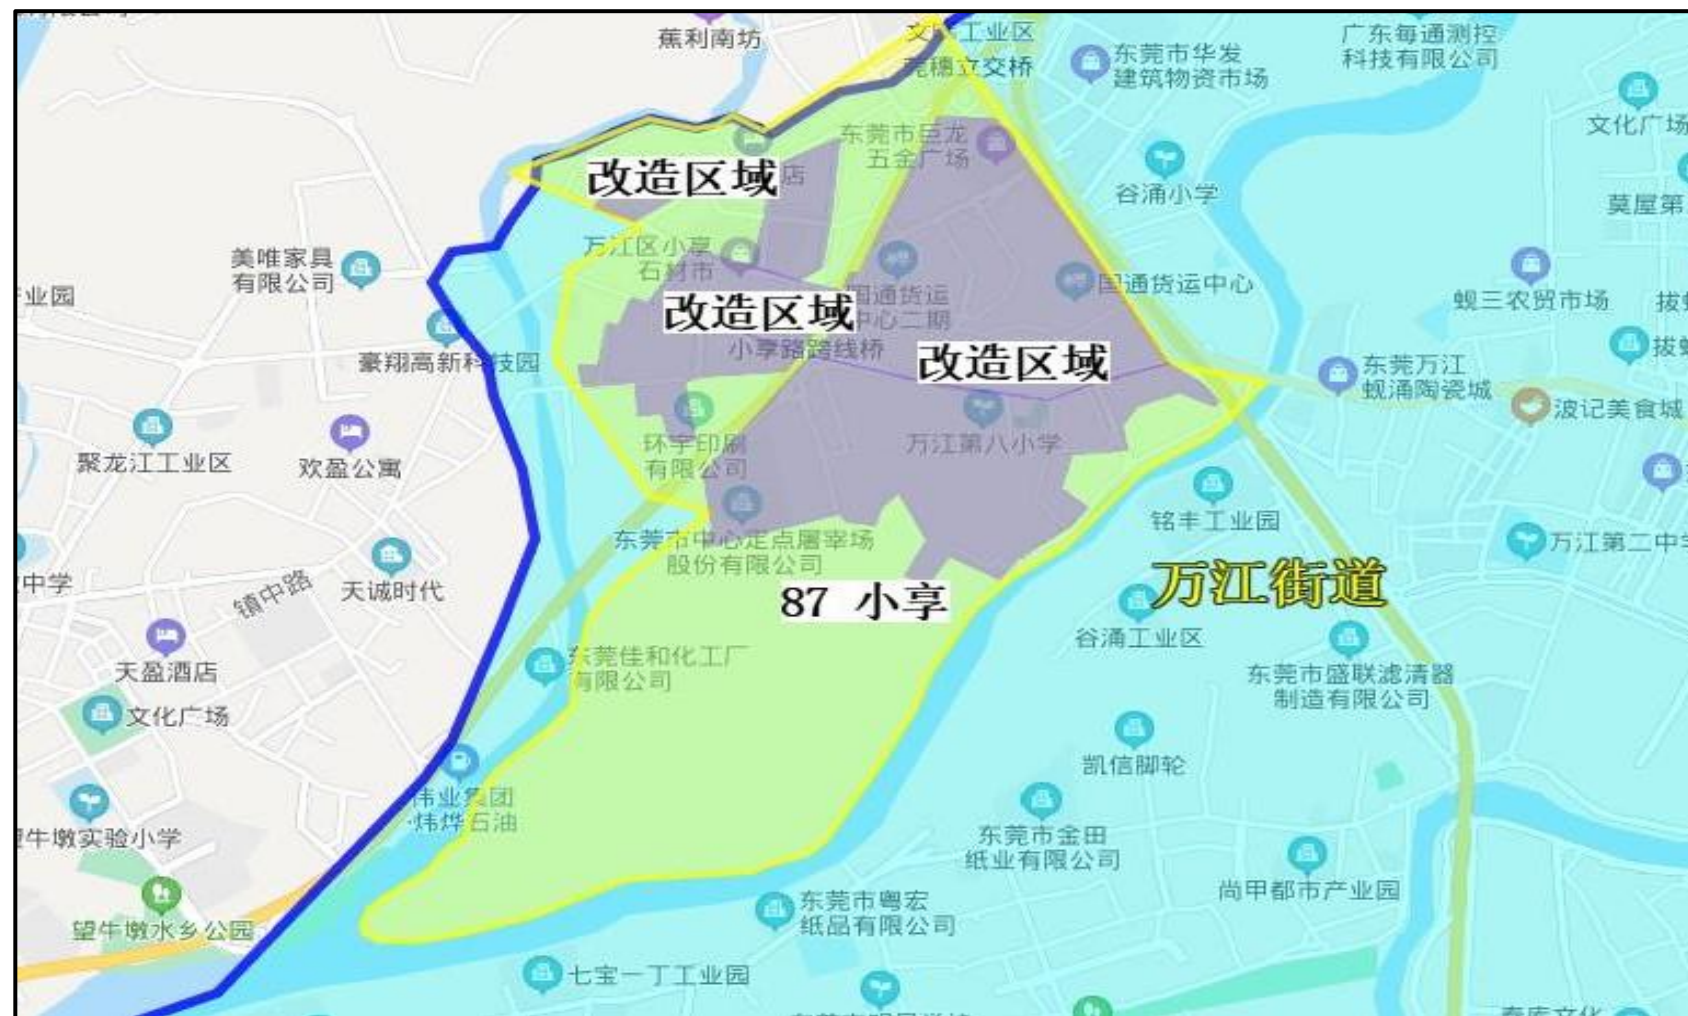 蕉利南坊
工业区
莞穗立交桥
广东每通测控
科技有限公司
东莞市华发
建筑物资市场
文化广场
东莞市巨龙
五金广场
改造区域
店
谷涌小学
莫屋第
万江区小享
石材市
美唯家具
有限公司
国通货运中心
业园
国通货运
中心二期
蚬三农贸市场
拔
改造区域
小享路跨线桥
改造区域
豪翔高新科技园
东莞万江
蚬涌陶瓷城
波记美食城
环宇印刷
有限公司
万江第八小学
聚龙江工业区
欢盈公寓
铭丰工业园
东莞市中心定点屠宰场
股份有限公司
万江第二中学
中学
镇中路
天诚时代
87 小享
万江街道
谷涌工业区
天盈酒店
东莞佳和化工厂
有限公司
东莞市盛联滤清器
制造有限公司
文化广场
凯信脚轮
伟业集团
·炜烨石油
牛墩实验小学
东莞市金田
纸业有限公司
尚甲都市产业园
望牛墩水乡公园
东莞市粤宏
纸品有限公司
七宝一丁工业园